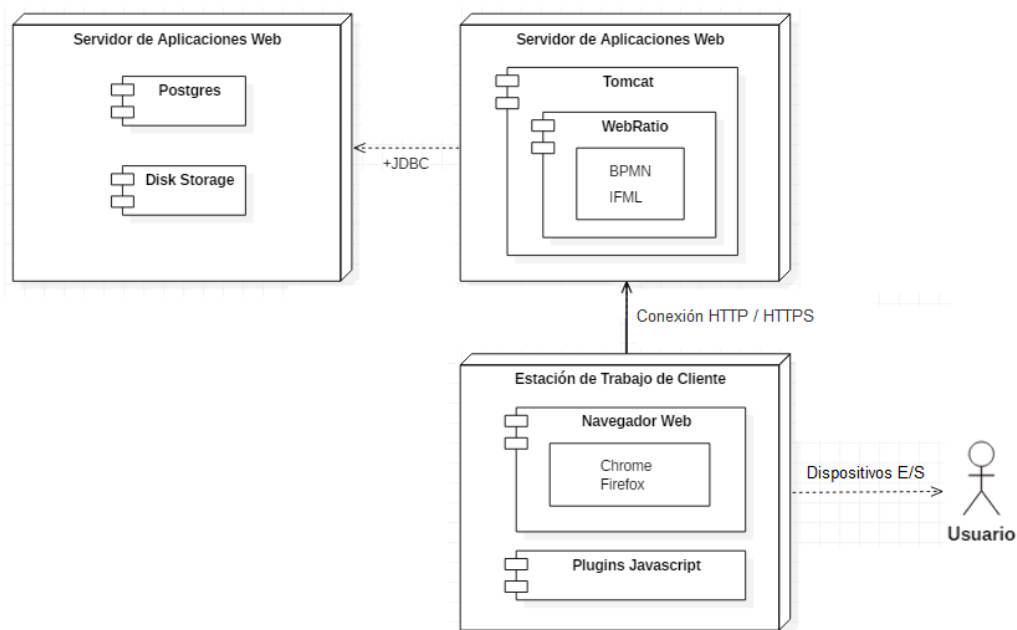 Servidor de Aplicaciones Web
Postgres
Disk Storage
+JDBC
Servidor de Aplicaciones Web
Tomcat
WebRatio
BPMN
IFML
Conexión HTTP / HTTPS
Estación de Trabajo de Cliente
Navegador Web
Chrome
Firefox
Plugins Javascript
Dispositivos E/S
Usuario